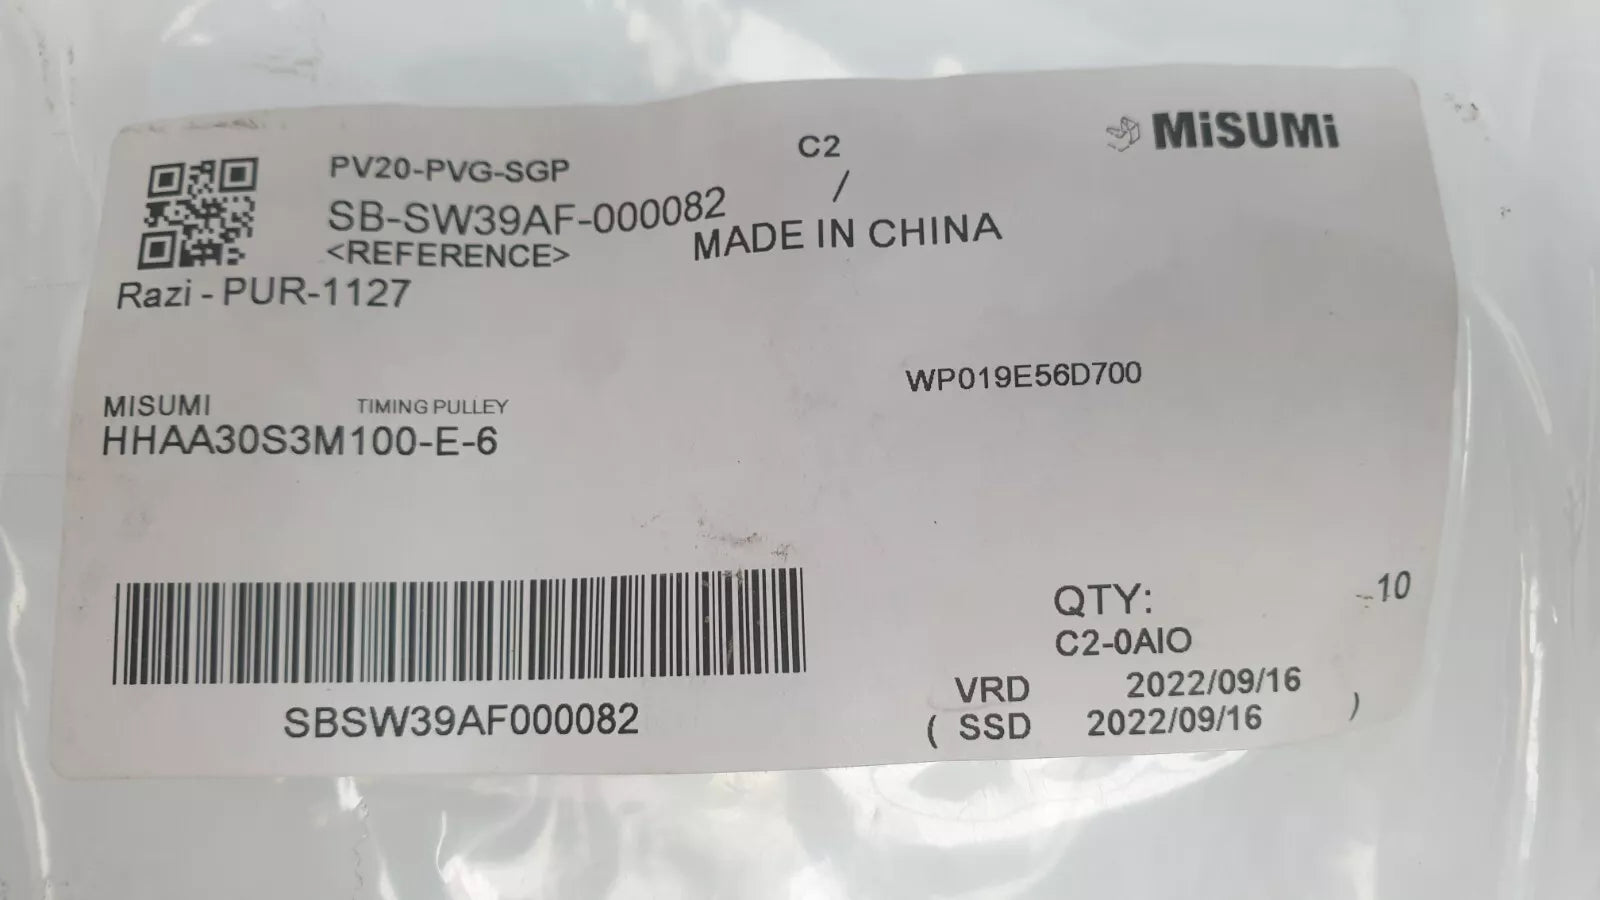 MiSUMi
C2
/
MADE IN CHINA
PV20-PVG-SGP
SB-SW39AF-000082
<REFERENCE>
Razi - PUR-1127
WP019E56D700
MISUMI TIMING PULLEY
HHAA30S3M100-E-6
SBSW39AF000082
QTY: 10
C2-0AIO
VRD 2022/09/16
( SSD 2022/09/16 )